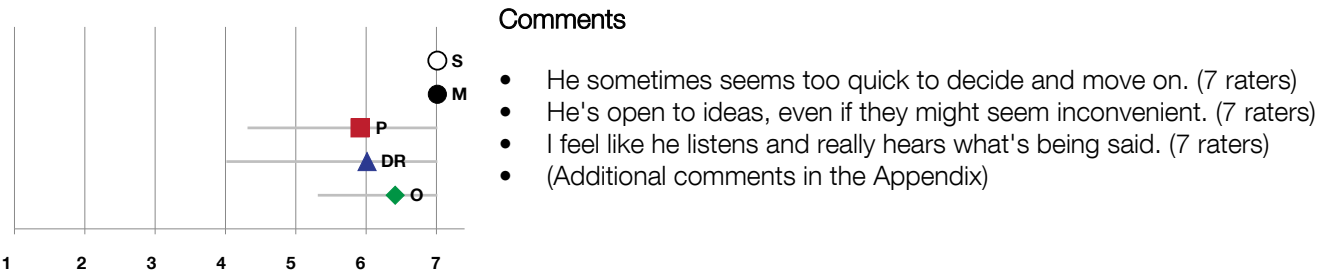 Comments
S
• He sometimes seems too quick to decide and move on. (7 raters)
M
• He's open to ideas, even if they might seem inconvenient. (7 raters)
P
• I feel like he listens and really hears what's being said. (7 raters)
DR
• (Additional comments in the Appendix)
O
1 2 3 4 5 6 7